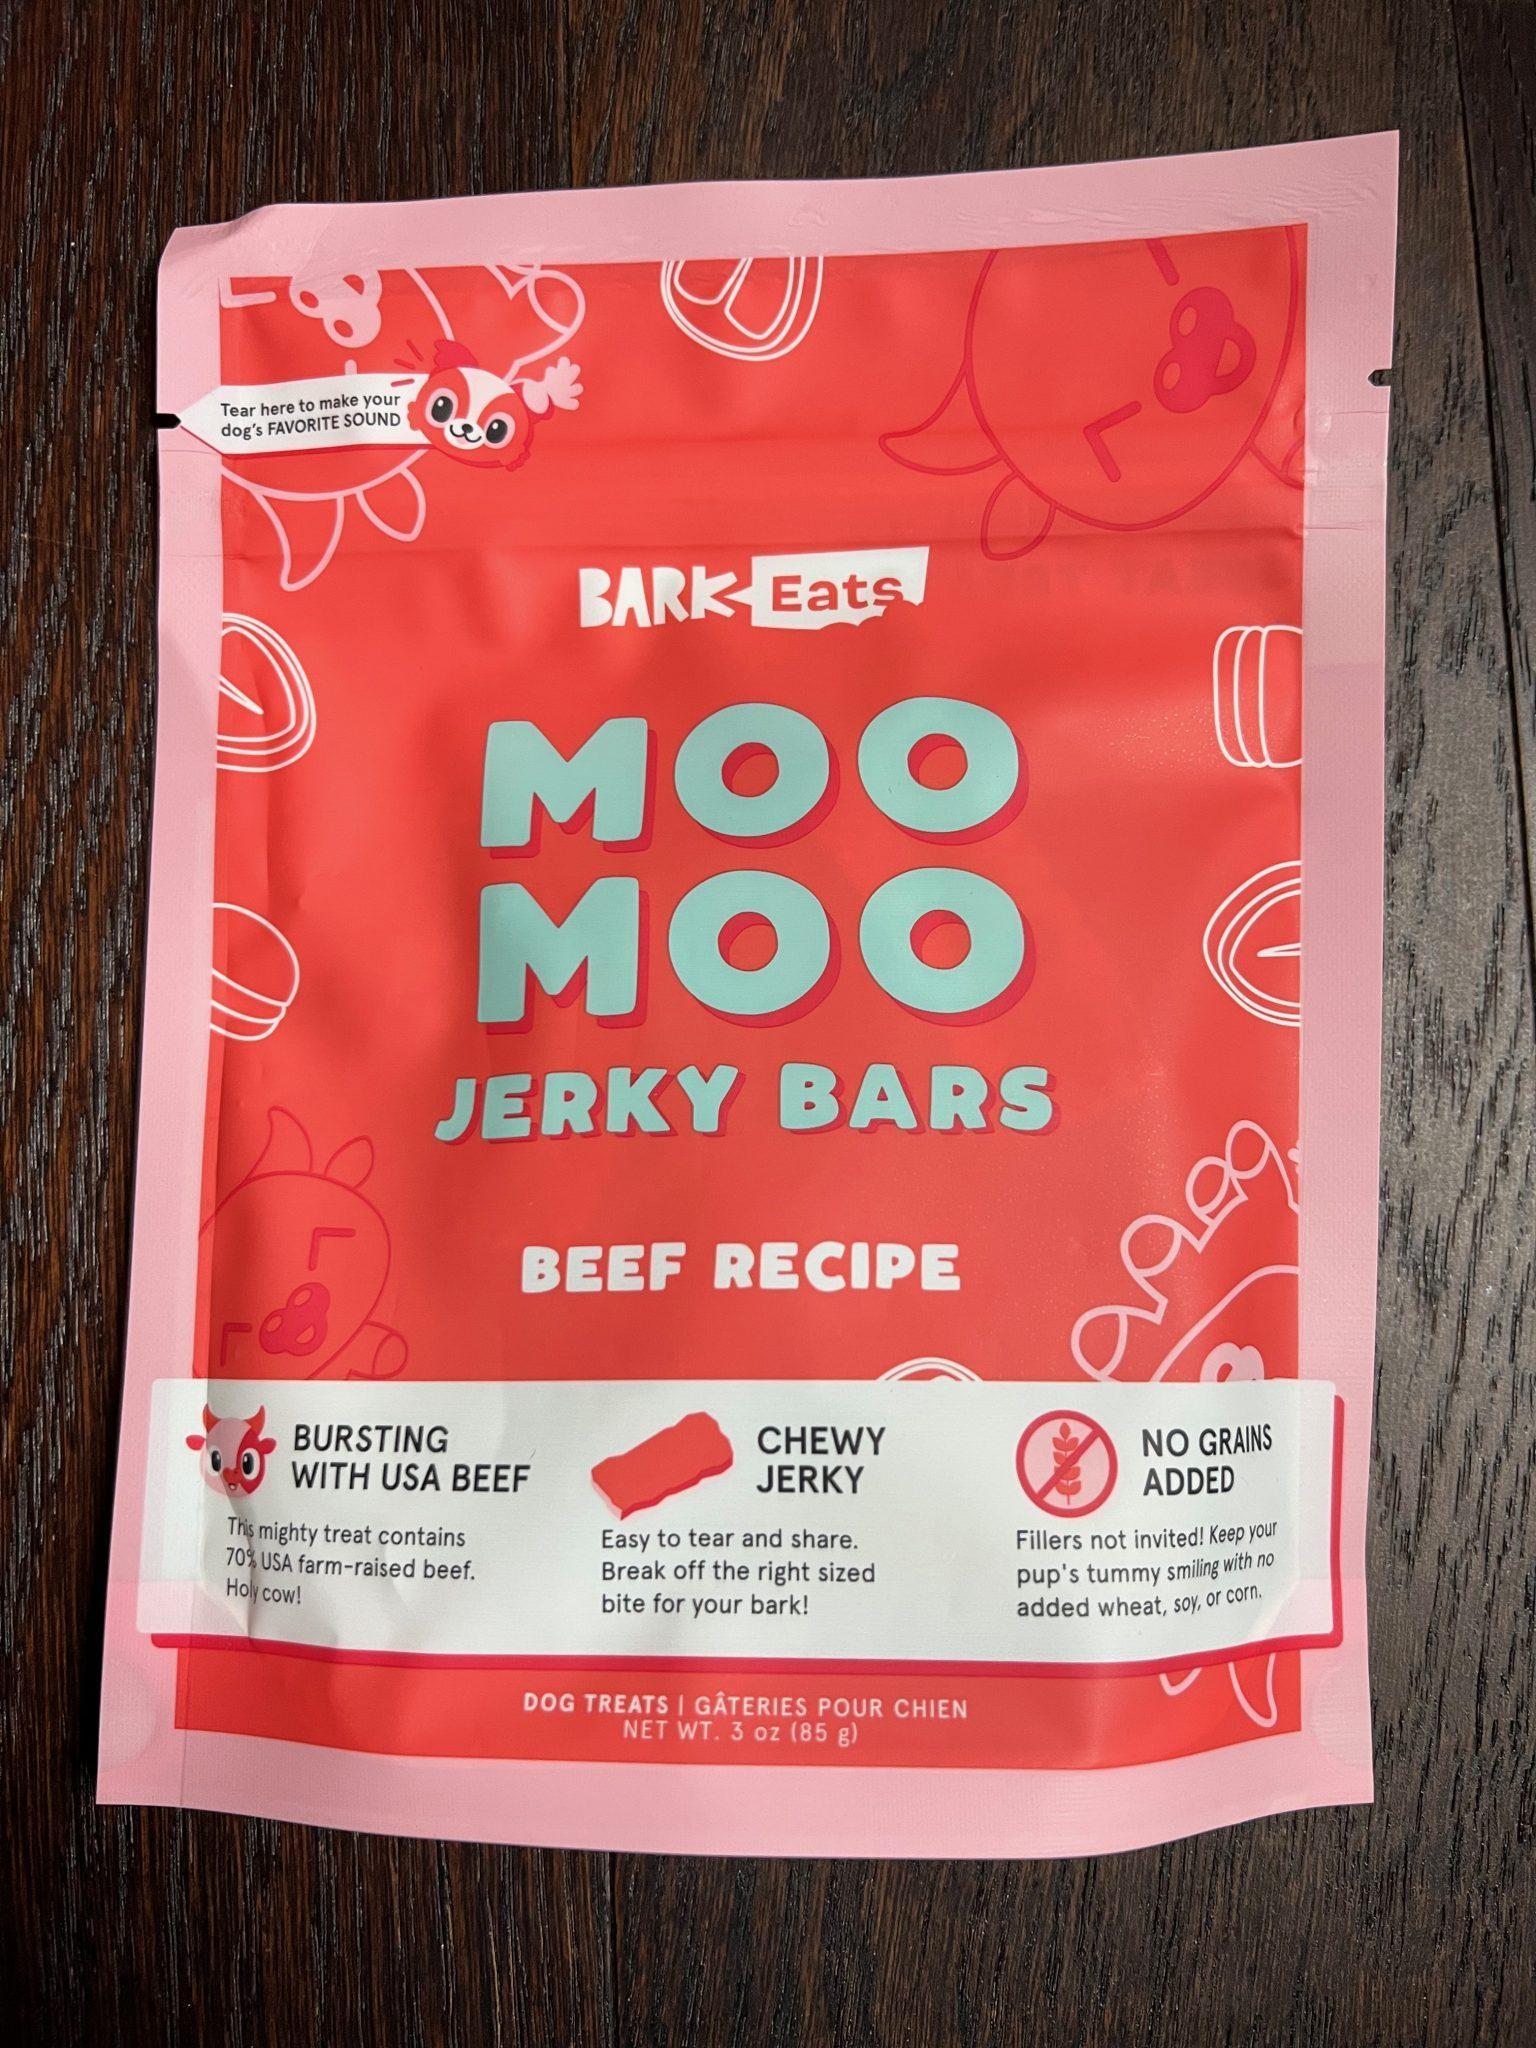 Tear here to make your
dog's FAVORITE SOUND
BARK Eats
MOO
MOO
JERKY BARS
BEEF RECIPE
BURSTING
WITH USA BEEF
This mighty treat contains
70% USA farm-raised beef.
Holy cow!
CHEWY
JERKY
Easy to tear and share.
Break off the right sized
bite for your bark!
NO GRAINS
ADDED
Fillers not invited! Keep your
pup's tummy smiling with no
added wheat, soy, or corn.
DOG TREATS | GÂTERIES POUR CHIEN
NET WT. 3 oz (85 g)